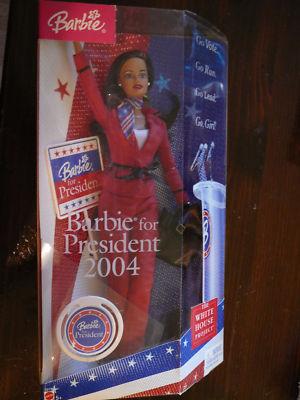 Barbie
Go Vote.
Go Run.
Go Lead.
Go, Girl!
Barbie
for
President
Barbie® for
President
2004
Barbie
for
President
THE
WHITE
HOUSE
PROJECT